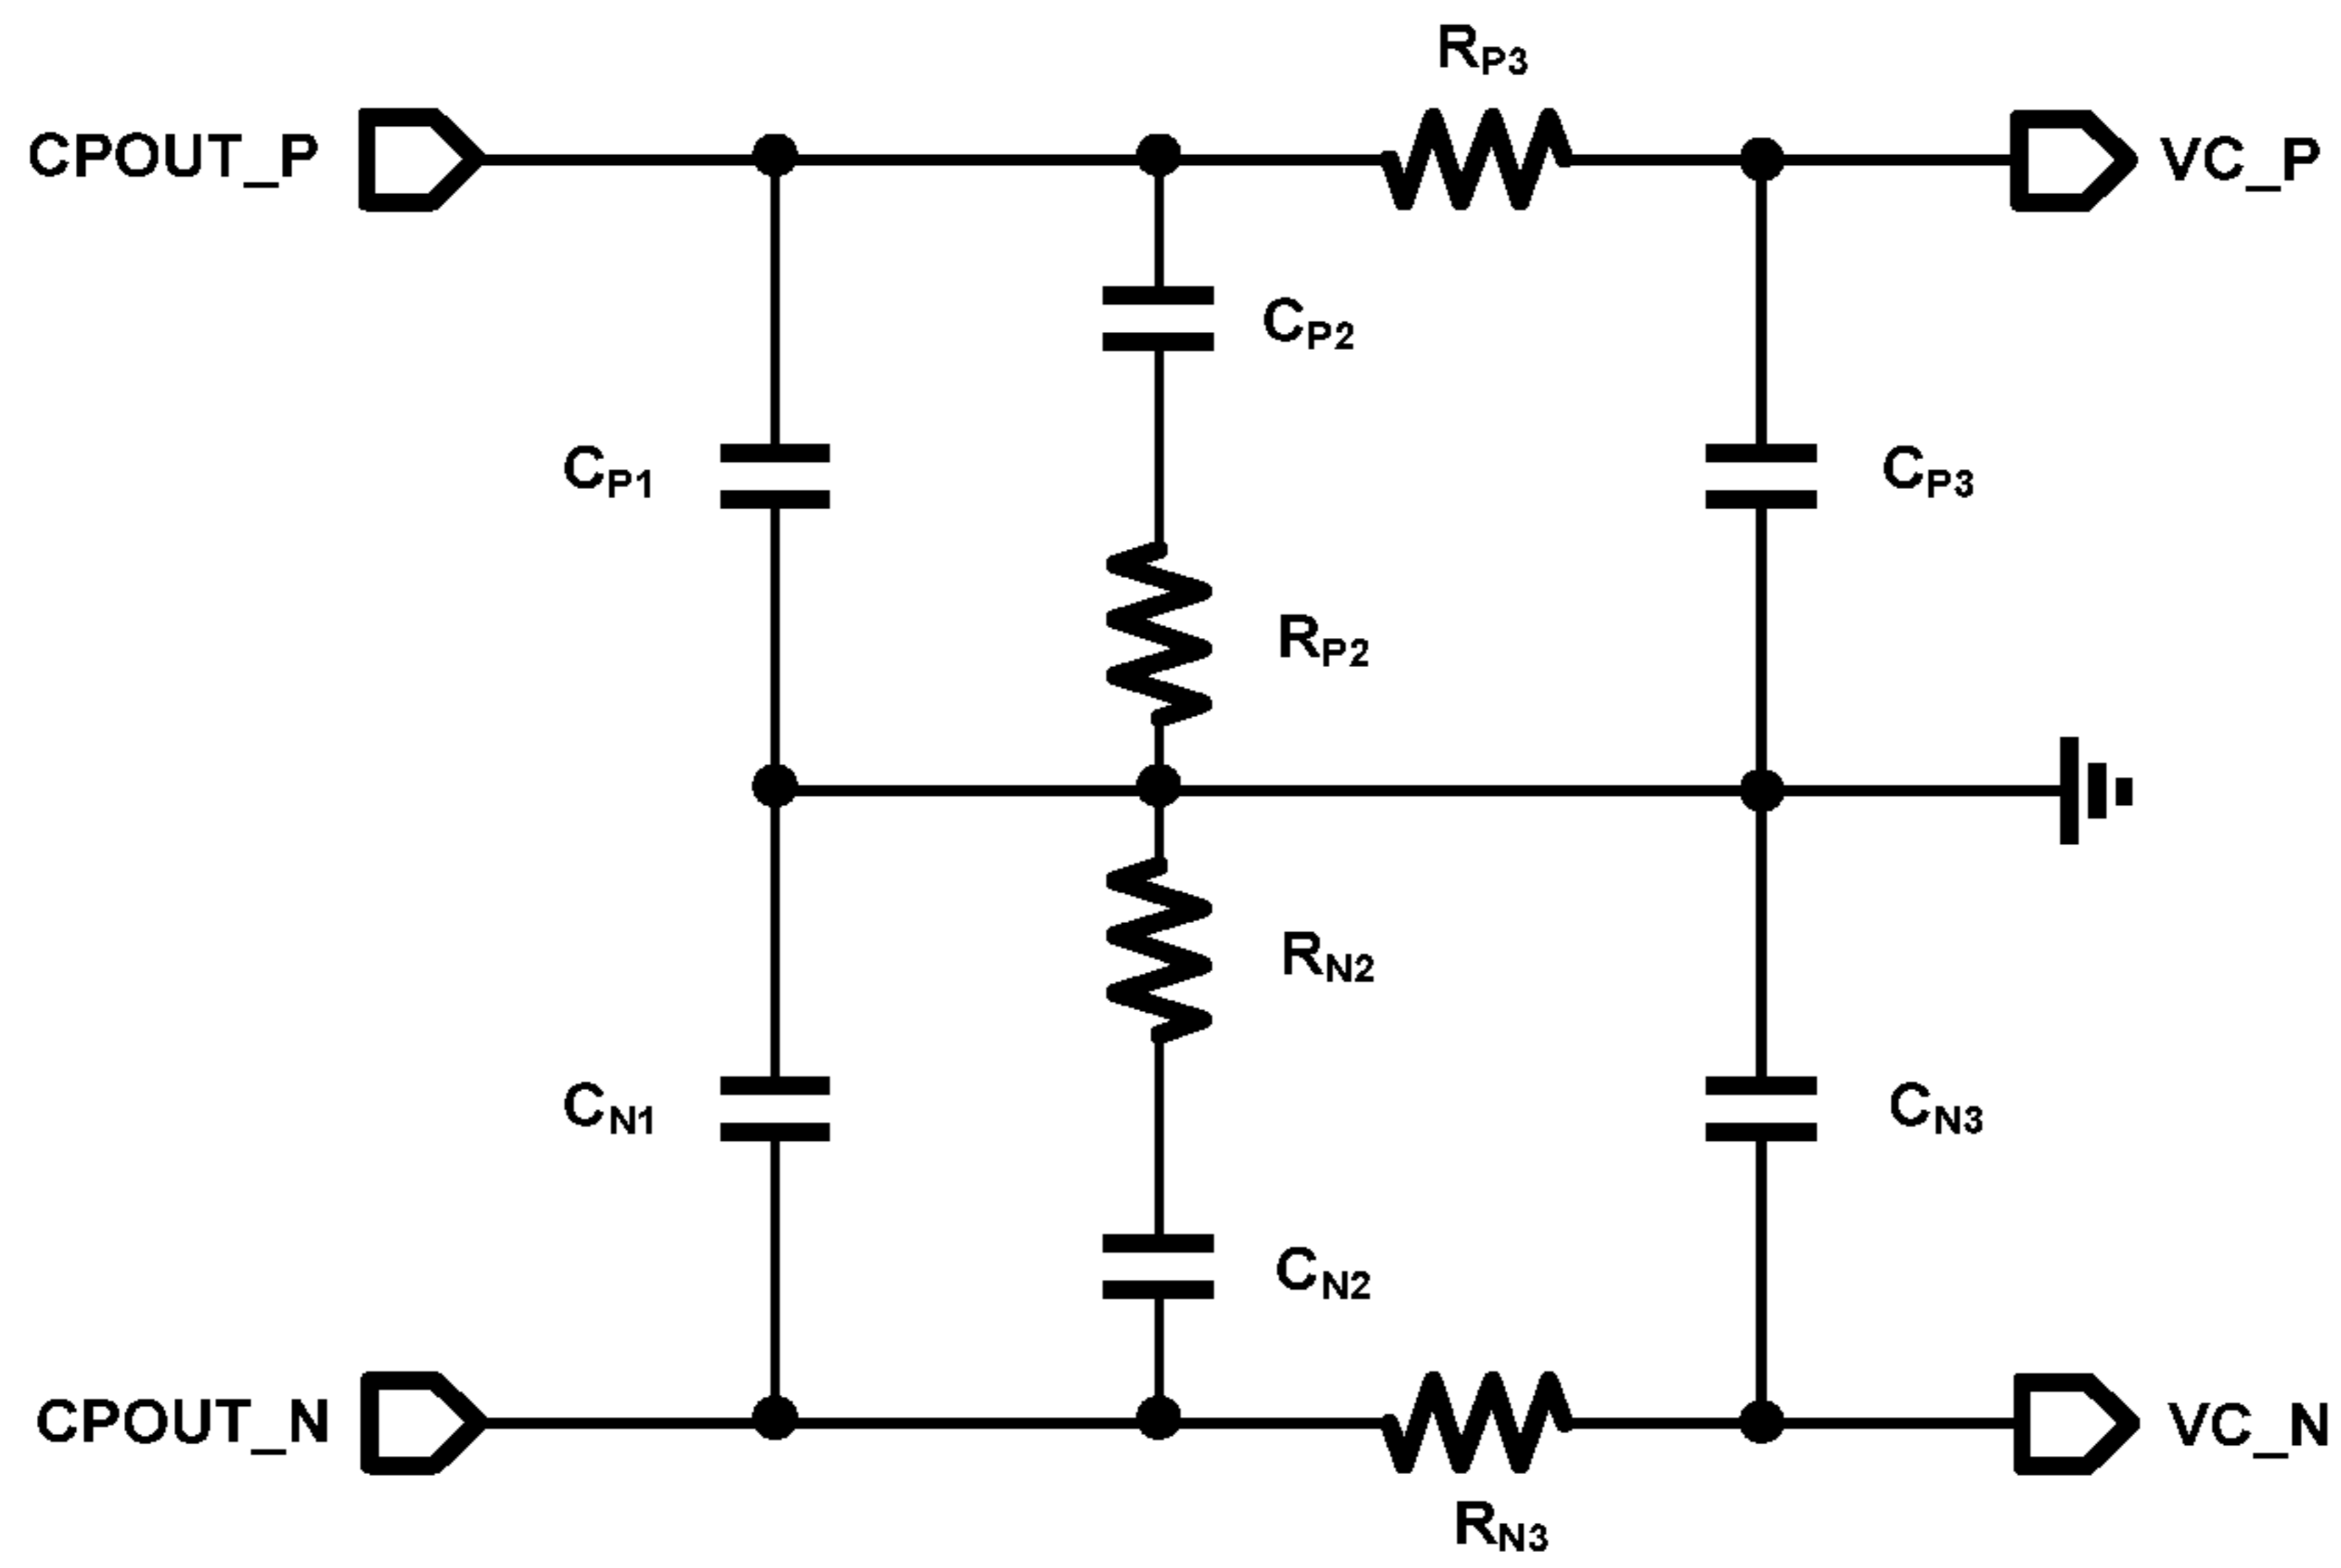 RP3
CPOUT_P
VC_P
CP2
CP1
CP3
RP2
RN2
CN1
CN3
CN2
CPOUT_N
VC_N
RN3